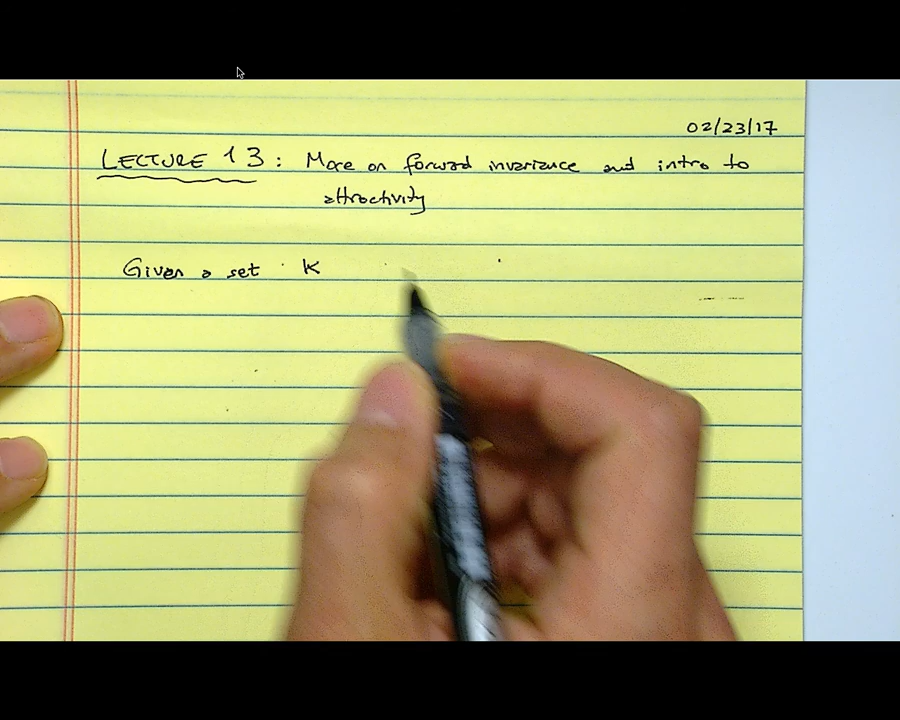 02/23/17
LECTURE 13: More on forward invariance and intro to
attractivity
Given a set K